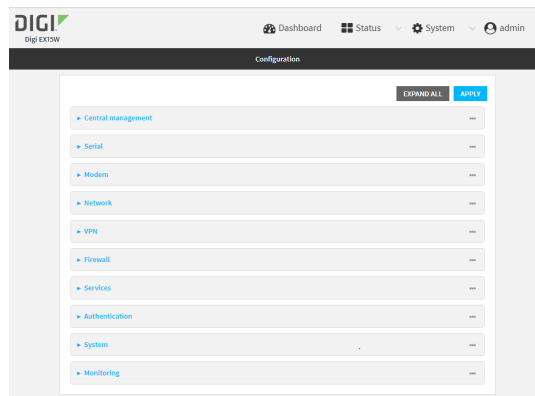 DIGI
Digi EX15W
Dashboard Status System admin
Configuration
EXPAND ALL APPLY
Central management
Serial
Modem
Network
VPN
Firewall
Services
Authentication
System
Monitoring